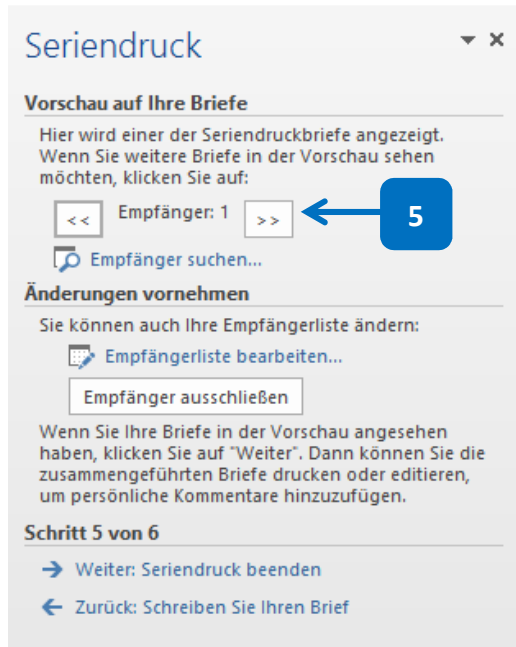 Seriendruck
Vorschau auf Ihre Briefe
Hier wird einer der Seriendruckbriefe angezeigt.
Wenn Sie weitere Briefe in der Vorschau sehen
möchten, klicken Sie auf:
<< Empfänger: 1 >> 5
Empfänger suchen...
Änderungen vornehmen
Sie können auch Ihre Empfängerliste ändern:
Empfängerliste bearbeiten...
Empfänger ausschließen
Wenn Sie Ihre Briefe in der Vorschau angesehen
haben, klicken Sie auf "Weiter". Dann können Sie die
zusammengeführten Briefe drucken oder editieren,
um persönliche Kommentare hinzuzufügen.
Schritt 5 von 6
Weiter: Seriendruck beenden
Zurück: Schreiben Sie Ihren Brief